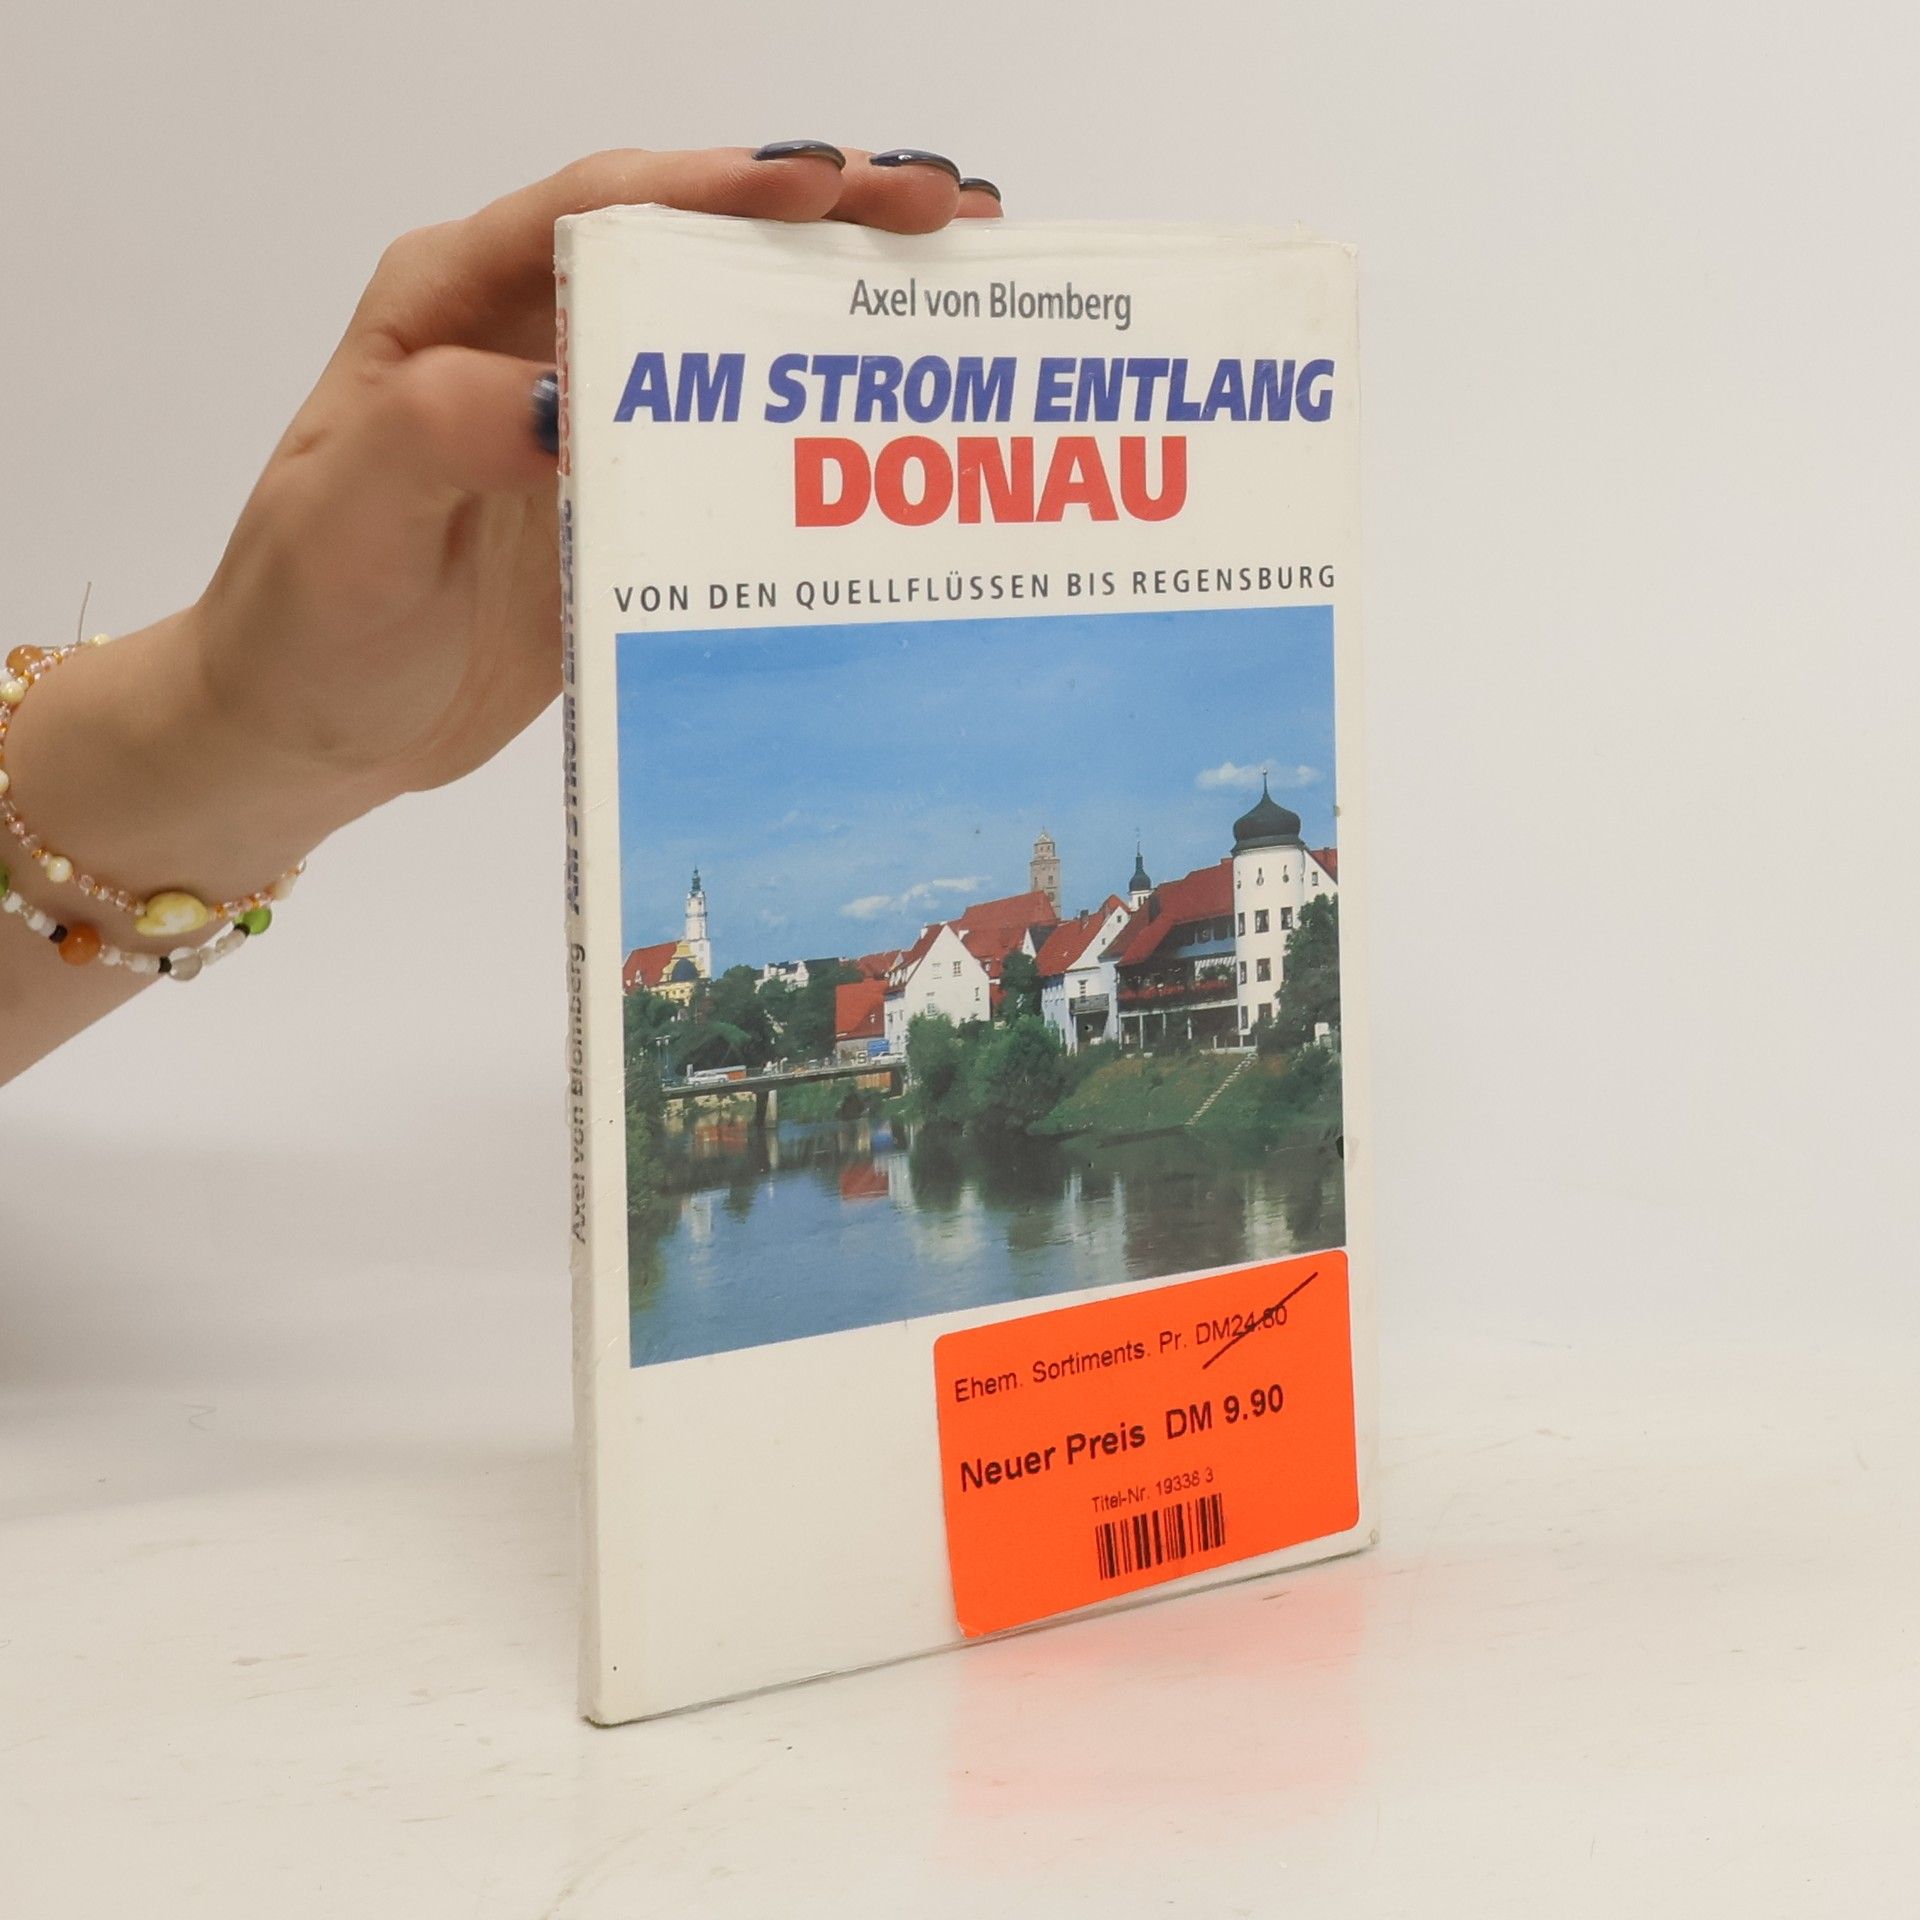 Axel von Blomberg
AM STROM ENTLANG
DONAU
VON DEN QUELLFLÜSSEN BIS REGENSBURG
Axel von Blomberg AM STROM ENTLANG DONAU
Ehem. Sortiments. Pr. DM24.80
Neuer Preis DM 9.90
Titel-Nr. 19338 3